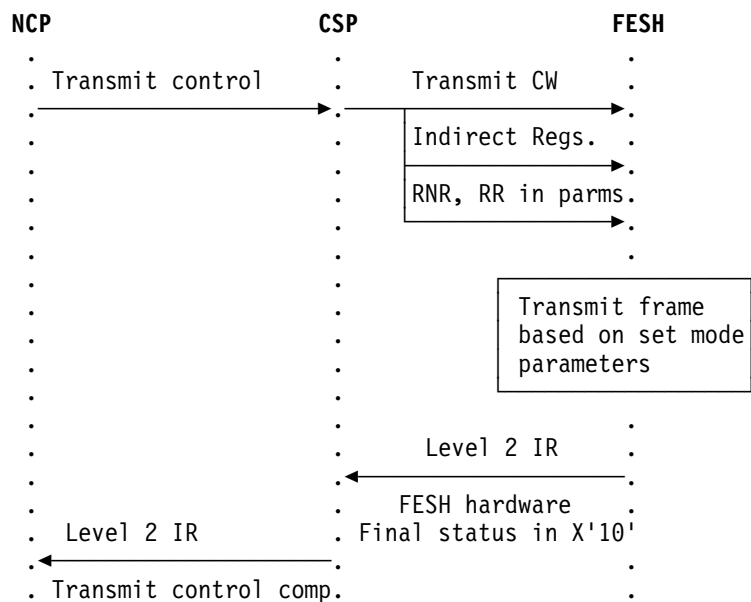 NCP CSP FESH
Transmit control Transmit CW
Indirect Regs.
RNR, RR in parms
Transmit frame
based on set mode
parameters
Level 2 IR
FESH hardware
Level 2 IR Final status in X'10'
Transmit control comp